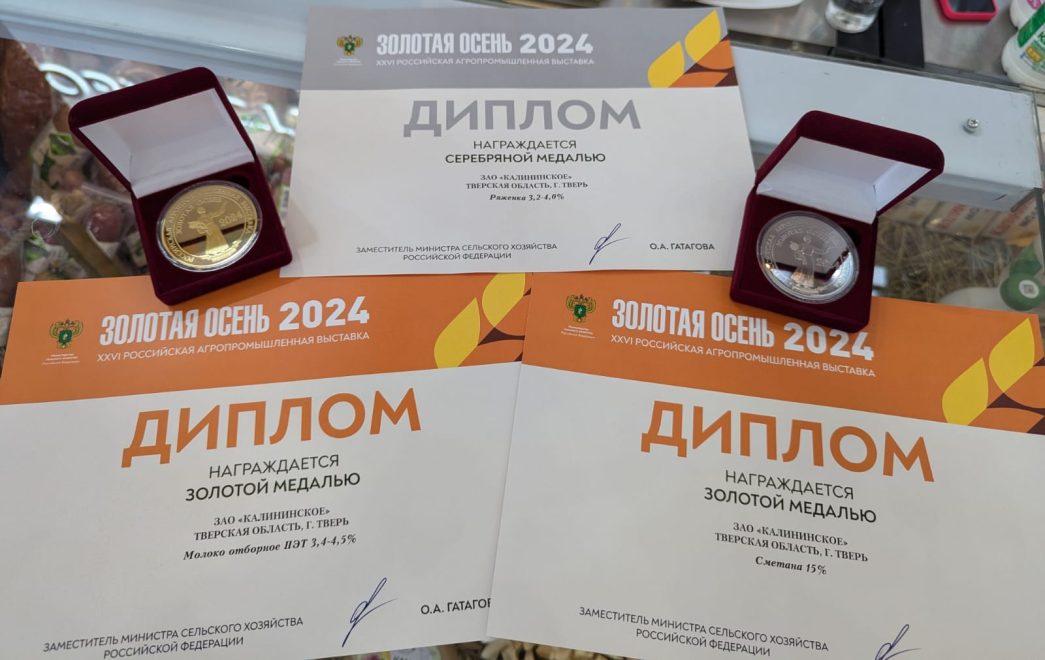 ЗОЛОТАЯ ОСЕНЬ 2024
XXVI РОССИЙСКАЯ АГРОПРОМЫШЛЕННАЯ ВЫСТАВКА
ДИПЛОМ
НАГРАЖДАЕТСЯ
СЕРЕБРЯНОЙ МЕДАЛЬЮ
ЗАО «КАЛИНИНСКОЕ»
ТВЕРСКАЯ ОБЛАСТЬ, Г. ТВЕРЬ
Ряженка 3,2-4,0%
ЗАМЕСТИТЕЛЬ МИНИСТРА СЕЛЬСКОГО ХОЗЯЙСТВА
РОССИЙСКОЙ ФЕДЕРАЦИИ
О.А. ГАТАГОВА
2024
ЗОЛОТАЯ ОСЕНЬ 2024
XXVI РОССИЙСКАЯ АГРОПРОМЫШЛЕННАЯ ВЫСТАВКА
ДИПЛОМ
НАГРАЖДАЕТСЯ
ЗОЛОТОЙ МЕДАЛЬЮ
ЗАО «КАЛИНИНСКОЕ»
ТВЕРСКАЯ ОБЛАСТЬ, Г. ТВЕРЬ
Молоко отборное ПЭТ 3,4-4,5%
ЗАМЕСТИТЕЛЬ МИНИСТРА СЕЛЬСКОГО ХОЗЯЙСТВА
РОССИЙСКОЙ ФЕДЕРАЦИИ
О.А. ГАТАГОВ
ЗОЛОТАЯ ОСЕНЬ 2024
XXVI РОССИЙСКАЯ АГРОПРОМЫШЛЕННАЯ ВЫСТАВКА
ДИПЛОМ
НАГРАЖДАЕТСЯ
ЗОЛОТОЙ МЕДАЛЬЮ
ЗАО «КАЛИНИНСКОЕ»
ТВЕРСКАЯ ОБЛАСТЬ, Г. ТВЕРЬ
Сметана 15%
ЗАМЕСТИТЕЛЬ МИНИСТРА СЕЛЬСКОГО ХОЗЯЙСТВА
РОССИЙСКОЙ ФЕДЕРАЦИИ